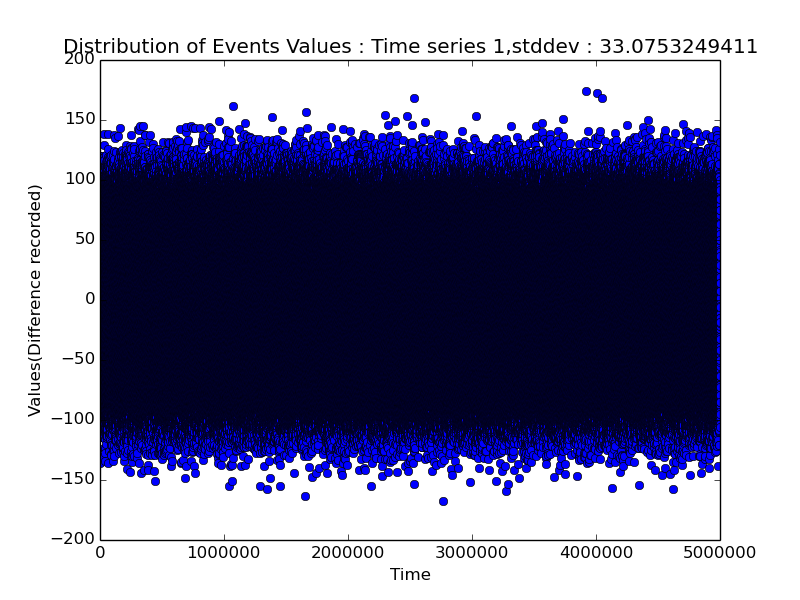 Distribution of Events Values : Time series 1,stddev : 33.0753249411
200
150
100
50
0
−50
−100
−150
−200
Values(Difference recorded)
0 1000000 2000000 3000000 4000000 5000000
Time